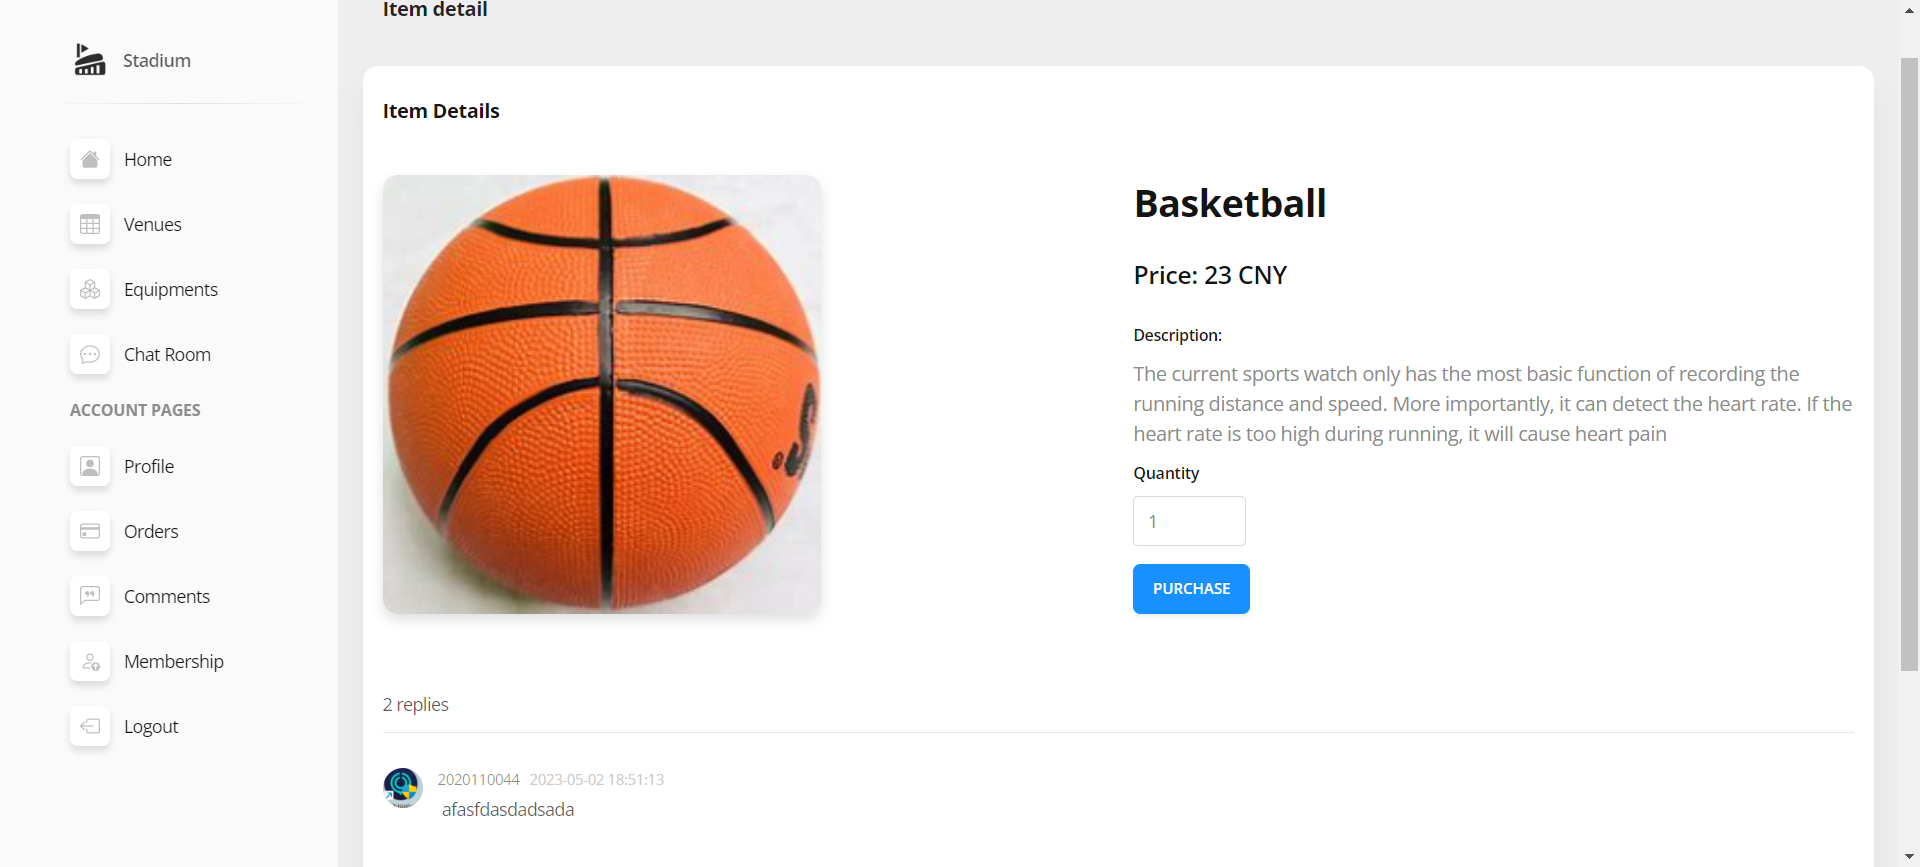 Item detail
Stadium
Item Details
Home
Venues
Equipments
Chat Room
ACCOUNT PAGES
Profile
Orders
Comments
Membership
Logout
Basketball
Price: 23 CNY
Description:
The current sports watch only has the most basic function of recording the
running distance and speed. More importantly, it can detect the heart rate. If the
heart rate is too high during running, it will cause heart pain
Quantity
1
PURCHASE
2 replies
2020110044 2023-05-02 18:51:13
afasfdasdadsada